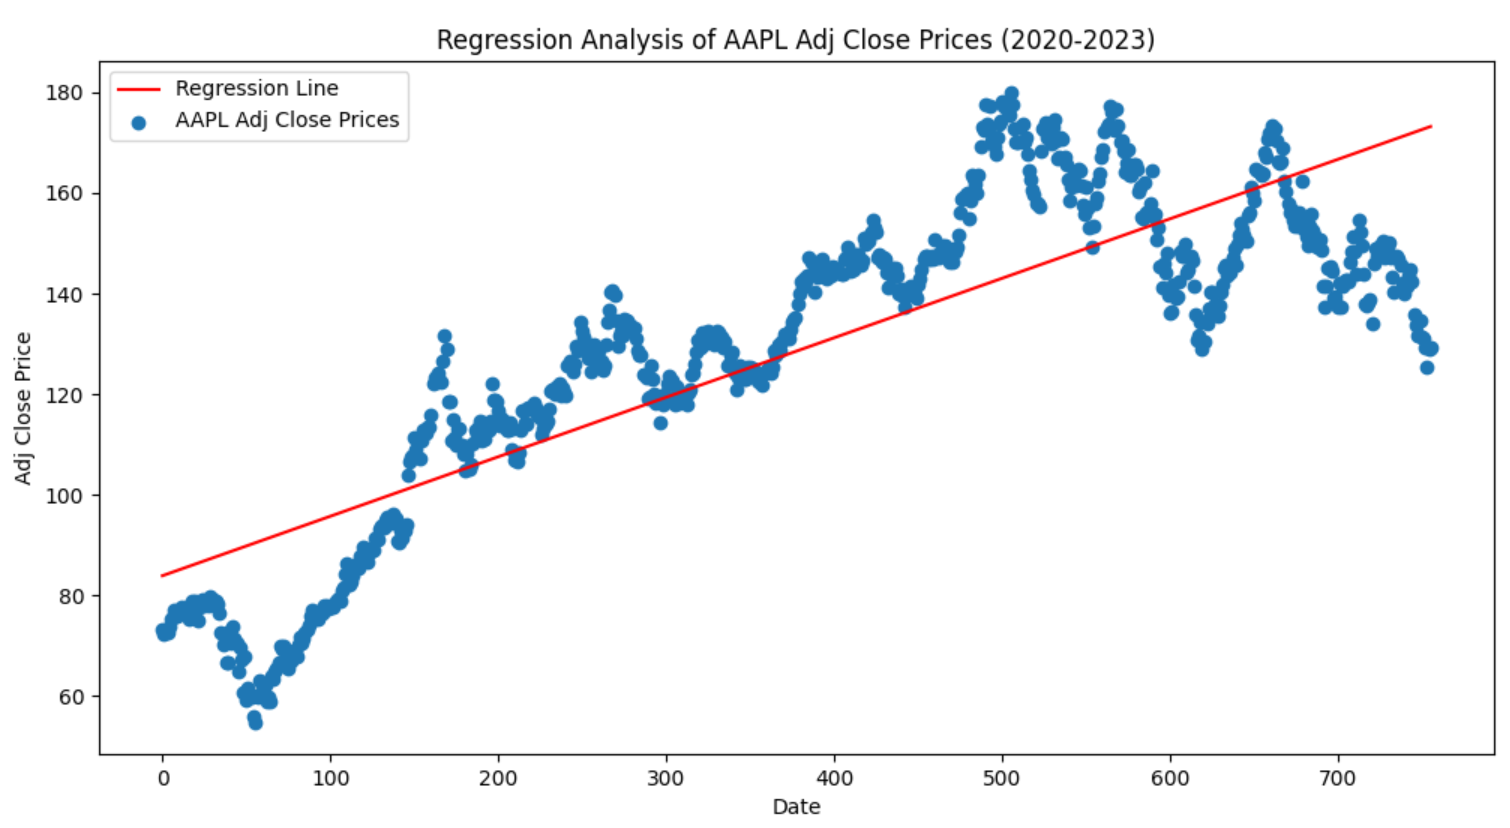 Regression Analysis of AAPL Adj Close Prices (2020-2023)
Regression Line
AAPL Adj Close Prices
180
160
140
120
100
80
60
Adj Close Price
0 100 200 300 400 500 600 700
Date